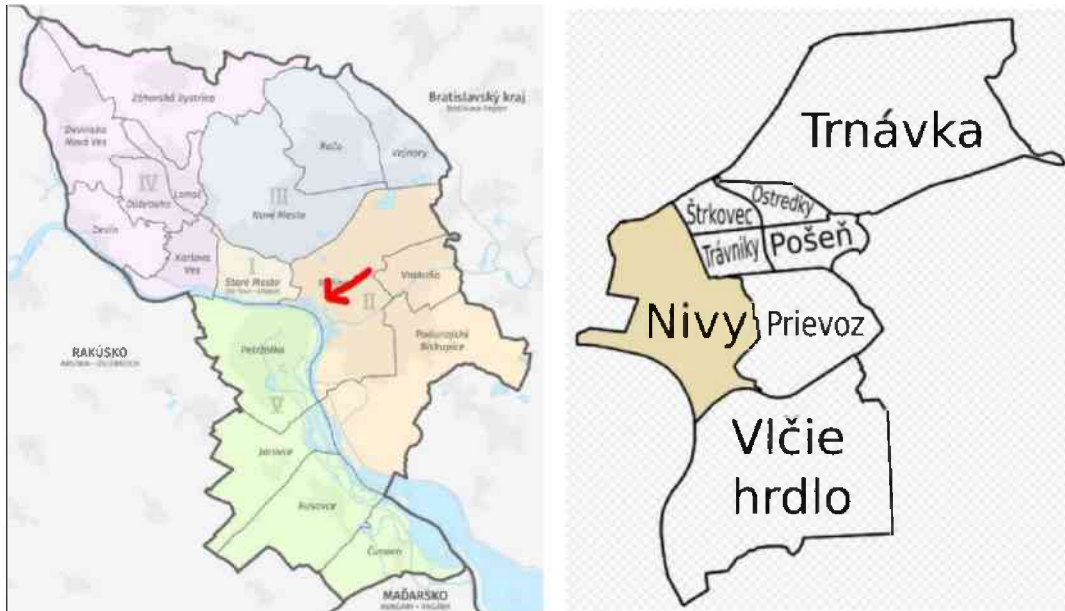 Záhorská Bystrica
Bratislavský kraj
Bratislava Region
Devínska
Nová Ves
Rača
Vajnory
IV
Lamač
Dúbravka
III
Nové Mesto
Devín
Karlova
Ves
I
Staré Mesto
Vrakuňa
II
Podunajské
Biskupice
RAKÚSKO
Petržalka
V
Jarovce
Rusovce
Čunovo
MAĎARSKO
Trnávka
Ostredky
Štrkovec
Trávniky
Pošeň
Nivy
Prievoz
Vlčie
hrdlo